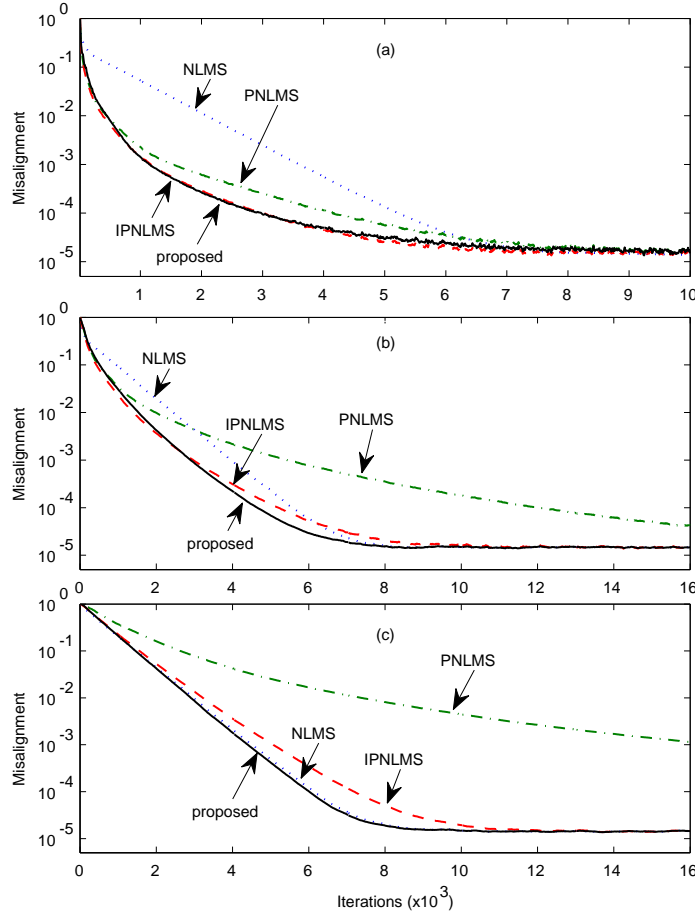 10^0
(a)
NLMS
10^-1
PNLMS
10^-2
Misalignment
10^-3
10^-4
IPNLMS
proposed
10^-5
1 2 3 4 5 6 7 8 9 10
10^0
(b)
NLMS
10^-1
IPNLMS
PNLMS
10^-2
Misalignment
10^-3
10^-4
proposed
10^-5
0 2 4 6 8 10 12 14 16
10^0
(c)
10^-1
PNLMS
10^-2
Misalignment
NLMS
10^-3
IPNLMS
10^-4
proposed
10^-5
0 2 4 6 8 10 12 14 16
Iterations (x10^3)